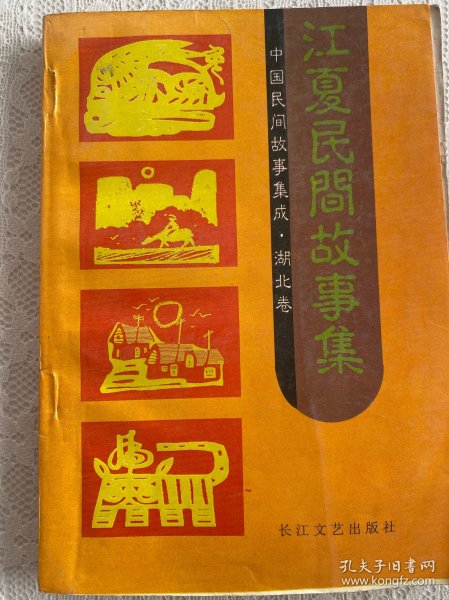 江夏民間故事集
中国民间故事集成·湖北卷
长江文艺出版社
孔夫子旧书网
www.kongfz.com